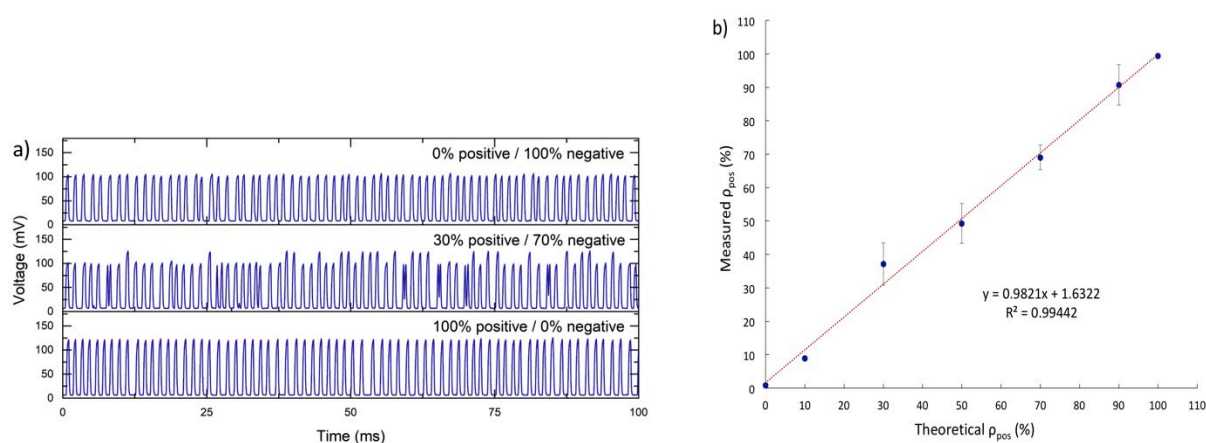 a)
0% positive / 100% negative
150
100
50
0
30% positive / 70% negative
150
100
50
0
100% positive / 0% negative
150
100
50
0
Voltage (mV)
0 25 50 75 100
Time (ms)
b)
100
90
80
70
60
50
40
30
20
10
0
Measured ρpos (%)
y = 0.9821x + 1.6322
R² = 0.99442
0 10 20 30 40 50 60 70 80 90 100 110
Theoretical ρpos (%)